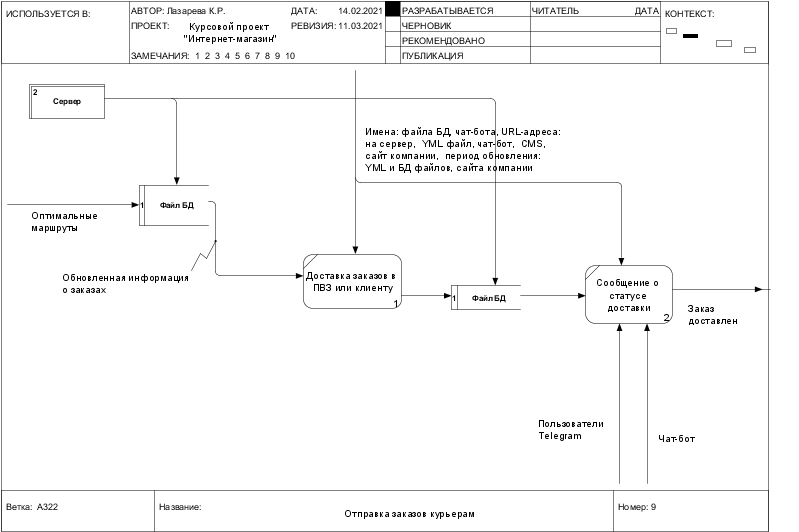 ИСПОЛЬЗУЕТСЯ В:
АВТОР: Лазарева К.Р.
ДАТА: 14.02.2021
ПРОЕКТ: Курсовой проект
"Интернет-магазин"
РЕВИЗИЯ: 11.03.2021
ЗАМЕЧАНИЯ: 1 2 3 4 5 6 7 8 9 10
РАЗРАБАТЫВАЕТСЯ
ЧЕРНОВИК
РЕКОМЕНДОВАНО
ПУБЛИКАЦИЯ
ЧИТАТЕЛЬ
ДАТА
КОНТЕКСТ:
2
Сервер
Имена: файла БД, чат-бота, URL-адреса:
на сервер, YML файл, чат-бот, CMS,
сайт компании, период обновления:
YML и БД файлов, сайта компании
1
Файл БД
Оптимальные
маршруты
Обновленная информация
о заказах
Доставка заказов в
ПВЗ или клиенту
1
1
Файл БД
Сообщение о
статусе
доставки
2
Заказ
доставлен
Пользователи
Telegram
Чат-бот
Ветка: А322
Название:
Отправка заказов курьерам
Номер: 9